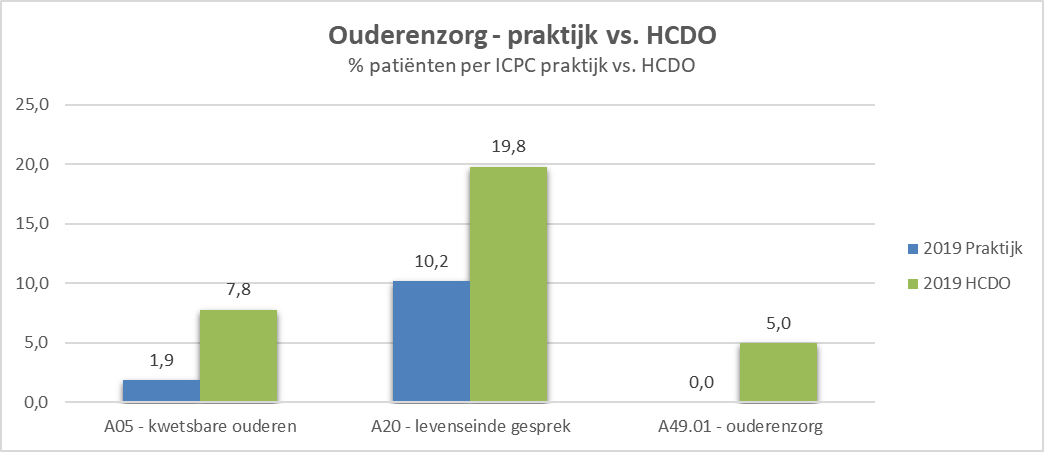 Ouderenzorg - praktijk vs. HCDO
% patiënten per ICPC praktijk vs. HCDO
25,0
20,0
15,0
10,0
5,0
0,0
1,9
7,8
10,2
19,8
0,0
5,0
A05 - kwetsbare ouderen
A20 - levenseinde gesprek
A49.01 - ouderenzorg
2019 Praktijk
2019 HCDO